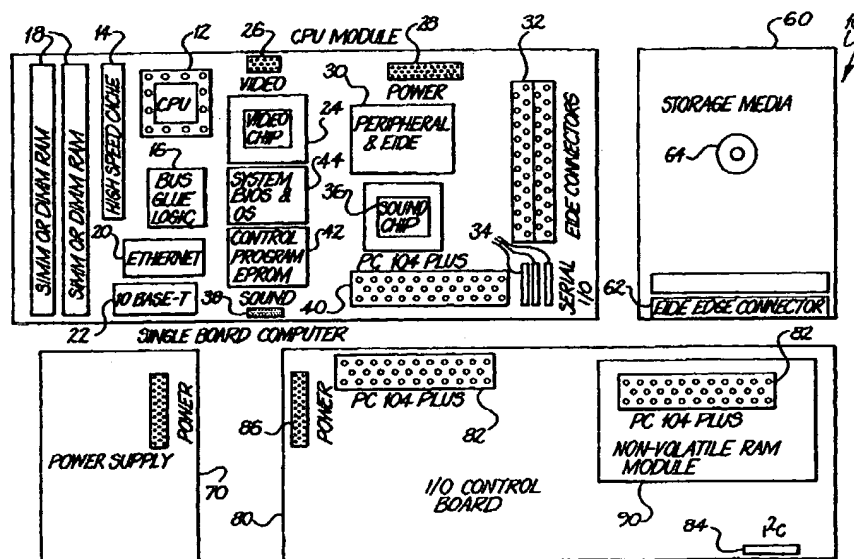 CPU MODULE
18
14
12
26
VIDEO
28
POWER
32
60
10
SIMM OR DIMM RAM
SIMM OR DIMM RAM
HIGH SPEED CACHE
CPU
VIDEO CHIP
24
30
PERIPHERAL & EIDE
EIDE CONNECTORS
STORAGE MEDIA
64
16
BUS GLUE LOGIC
SYSTEM BIOS & OS
44
36
SOUND CHIP
20
ETHERNET
CONTROL PROGRAM EPROM
42
PC 104 PLUS
34
40
SERIAL I/O
22
10 BASE-T
38
SOUND
62
EIDE EDGE CONNECTOR
SINGLE BOARD COMPUTER
POWER
POWER SUPPLY
70
86
POWER
PC 104 PLUS
82
82
PC 104 PLUS
NON-VOLATILE RAM MODULE
I/O CONTROL BOARD
80
90
84
I²C